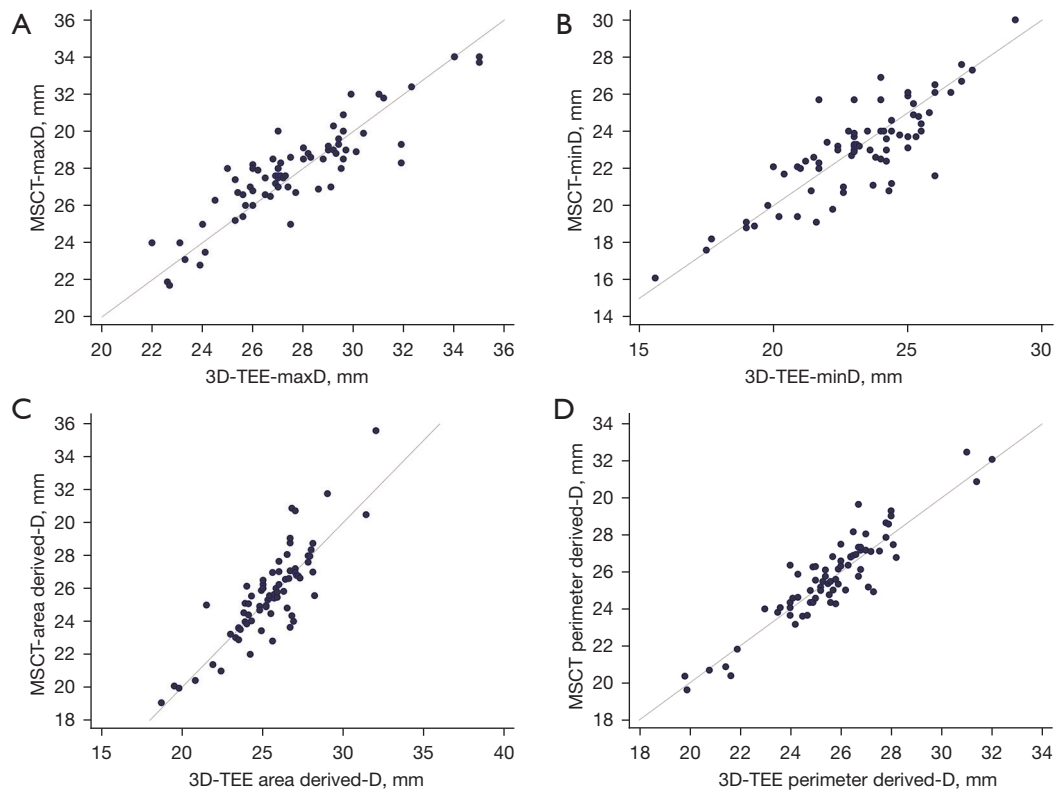 A
MSCT-maxD, mm
36
34
32
30
28
26
24
22
20
20 22 24 26 28 30 32 34 36
3D-TEE-maxD, mm
B
MSCT-minD, mm
30
28
26
24
22
20
18
16
14
15 20 25 30
3D-TEE-minD, mm
C
MSCT-area derived-D, mm
36
34
32
20
28
26
24
22
20
18
15 20 25 30 35 40
3D-TEE area derived-D, mm
D
MSCT perimeter derived-D, mm
34
32
30
28
26
24
22
20
18
18 20 22 24 26 28 30 32 34
3D-TEE perimeter derived-D, mm